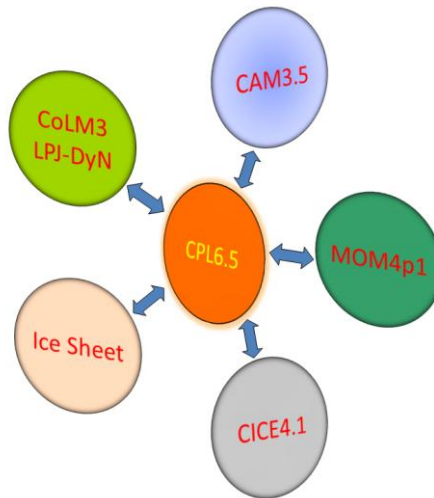 CAM3.5
CoLM3
LPJ-DyN
CPL6.5
MOM4p1
Ice Sheet
CICE4.1